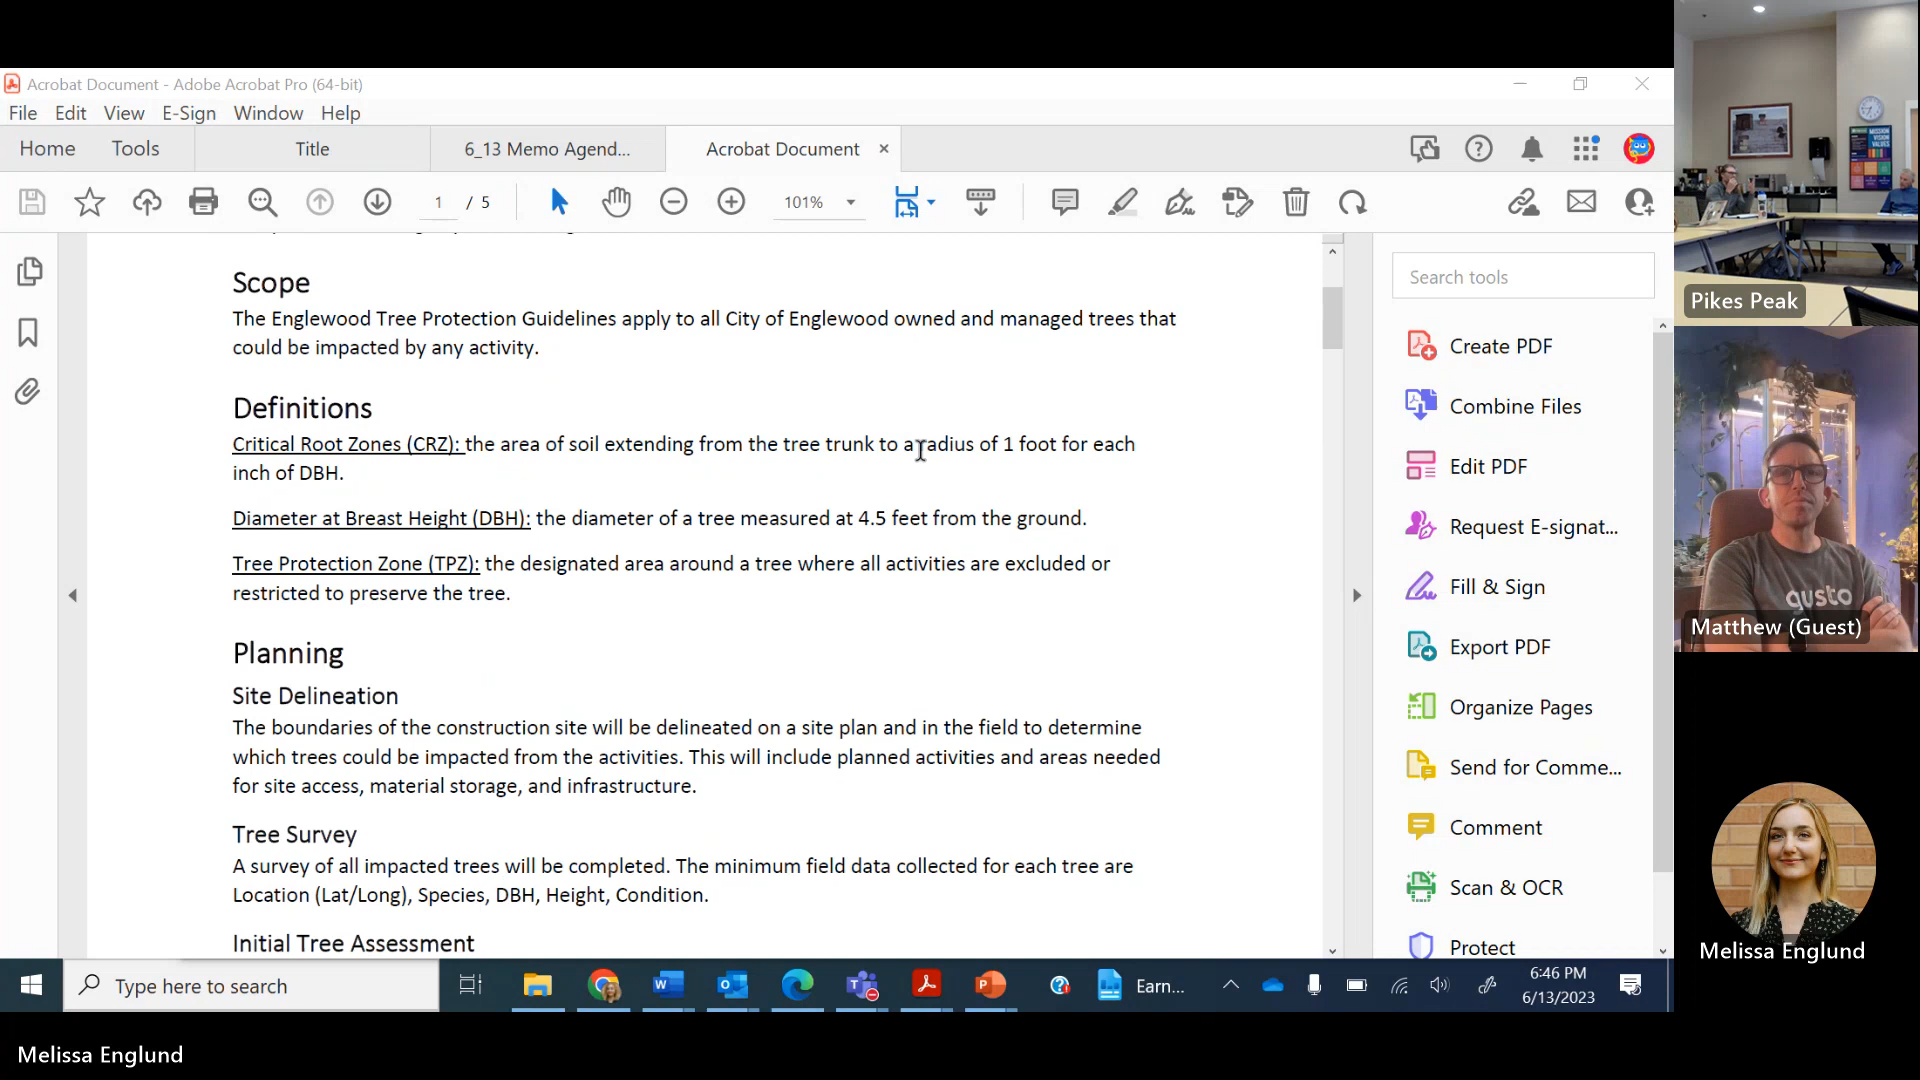 Acrobat Document - Adobe Acrobat Pro (64-bit)
File Edit View E-Sign Window Help
Home Tools Title 6_13 Memo Agend... Acrobat Document
1 / 5 101%
Scope
The Englewood Tree Protection Guidelines apply to all City of Englewood owned and managed trees that
could be impacted by any activity.
Definitions
Critical Root Zones (CRZ): the area of soil extending from the tree trunk to a radius of 1 foot for each
inch of DBH.
Diameter at Breast Height (DBH): the diameter of a tree measured at 4.5 feet from the ground.
Tree Protection Zone (TPZ): the designated area around a tree where all activities are excluded or
restricted to preserve the tree.
Planning
Site Delineation
The boundaries of the construction site will be delineated on a site plan and in the field to determine
which trees could be impacted from the activities. This will include planned activities and areas needed
for site access, material storage, and infrastructure.
Tree Survey
A survey of all impacted trees will be completed. The minimum field data collected for each tree are
Location (Lat/Long), Species, DBH, Height, Condition.
Initial Tree Assessment
Search tools
Create PDF
Combine Files
Edit PDF
Request E-signat...
Fill & Sign
Export PDF
Organize Pages
Send for Comme...
Comment
Scan & OCR
Protect
MISSION
VISION
VALUES
Pikes Peak
gusto
Matthew (Guest)
Melissa Englund
Type here to search
Earn...
6:46 PM
6/13/2023
Melissa Englund